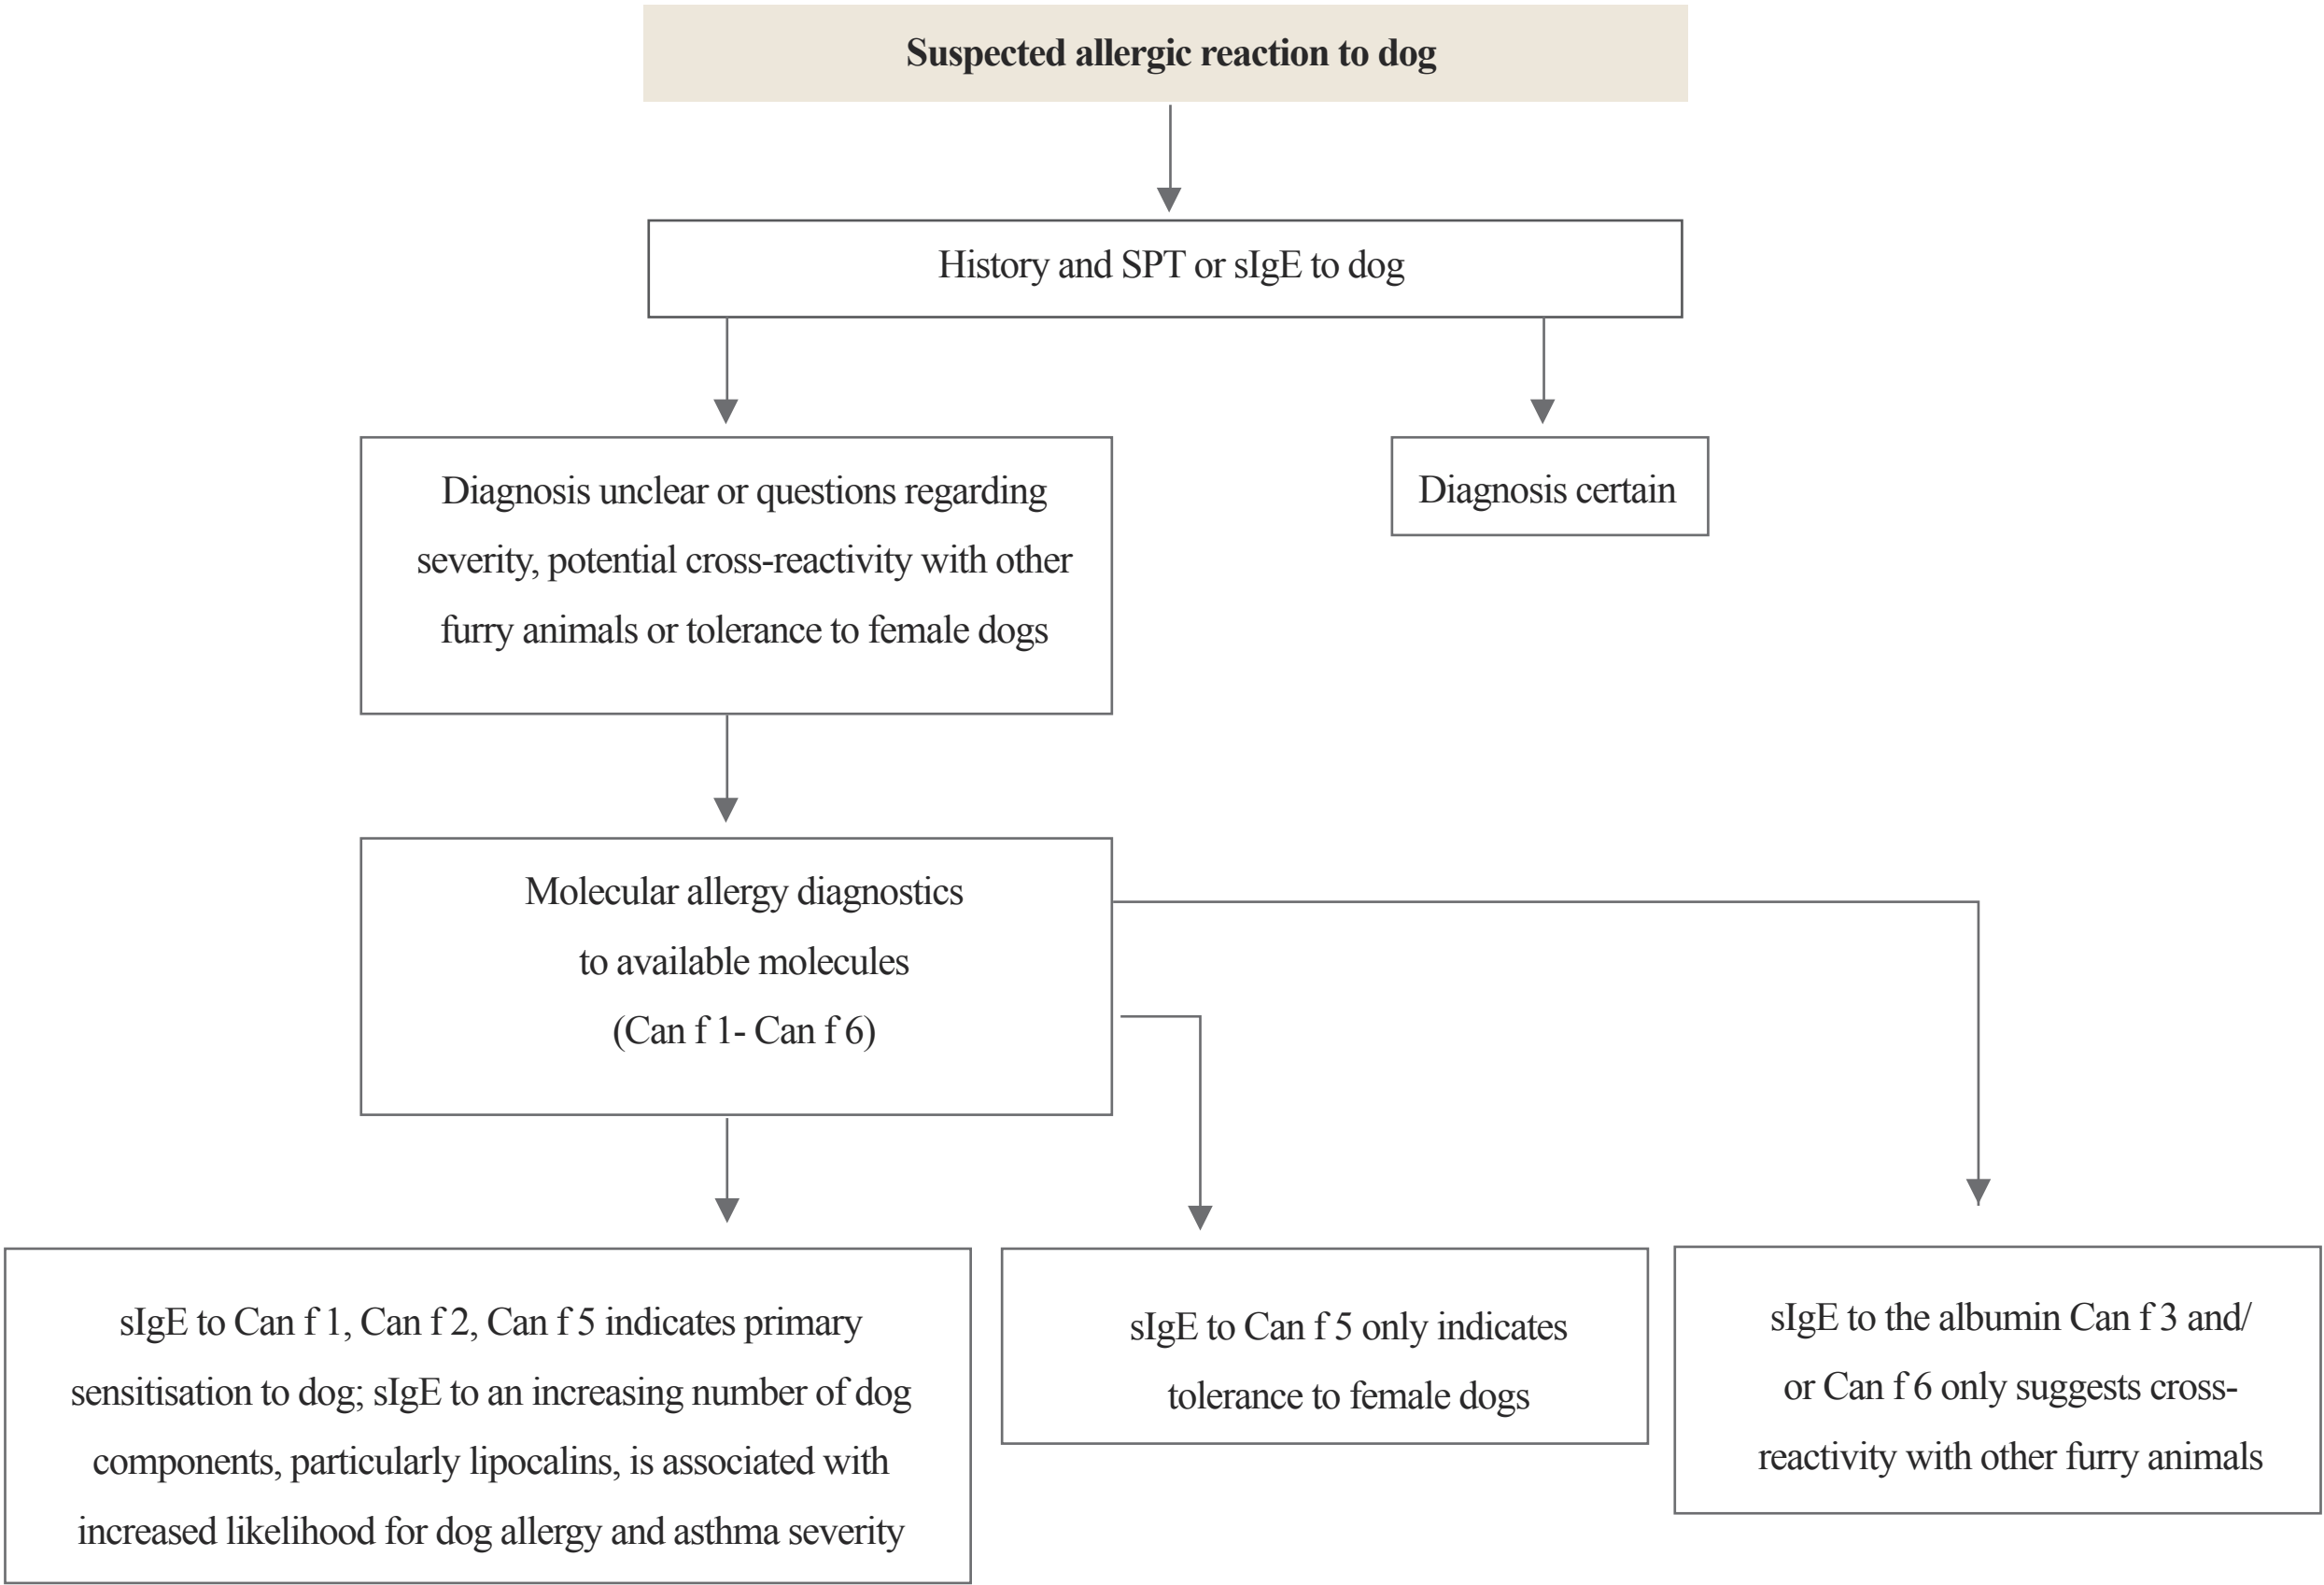 Suspected allergic reaction to dog
History and SPT or sIgE to dog
Diagnosis unclear or questions regarding
severity, potential cross-reactivity with other
furry animals or tolerance to female dogs
Diagnosis certain
Molecular allergy diagnostics
to available molecules
(Can f 1- Can f 6)
sIgE to Can f 1, Can f 2, Can f 5 indicates primary
sensitisation to dog; sIgE to an increasing number of dog
components, particularly lipocalins, is associated with
increased likelihood for dog allergy and asthma severity
sIgE to Can f 5 only indicates
tolerance to female dogs
sIgE to the albumin Can f 3 and/
or Can f 6 only suggests cross-
reactivity with other furry animals